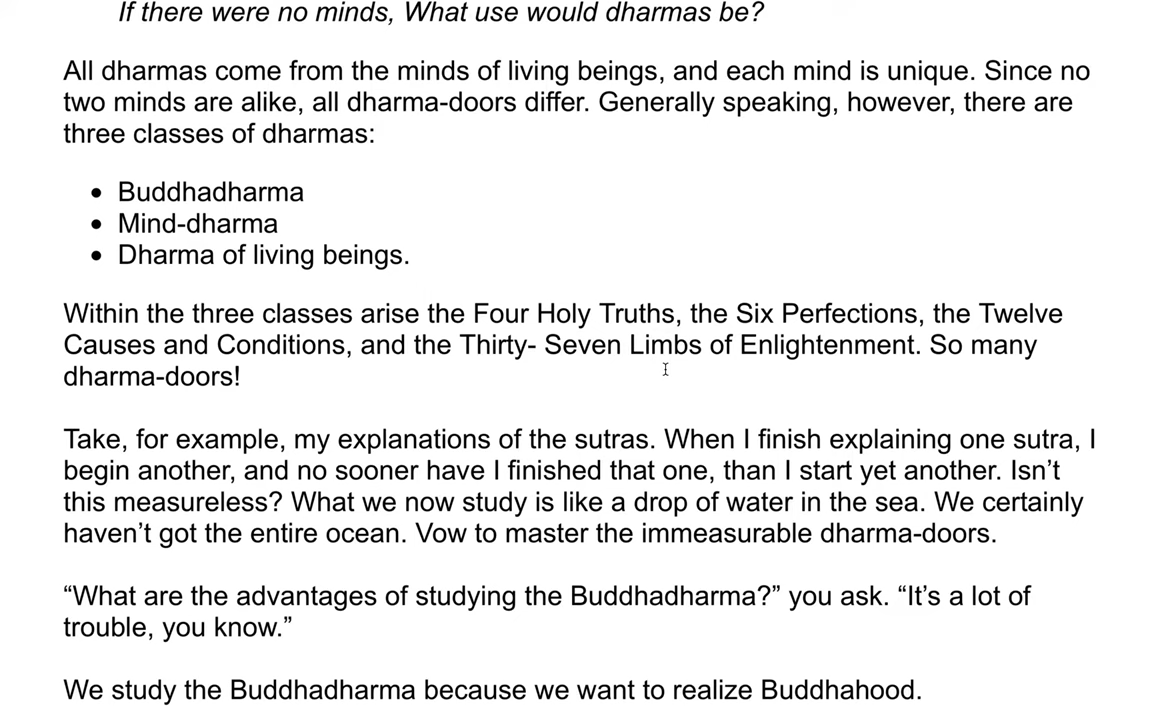 If there were no minds, What use would dharmas be?
All dharmas come from the minds of living beings, and each mind is unique. Since no
two minds are alike, all dharma-doors differ. Generally speaking, however, there are
three classes of dharmas:
• Buddhadharma
• Mind-dharma
• Dharma of living beings.
Within the three classes arise the Four Holy Truths, the Six Perfections, the Twelve
Causes and Conditions, and the Thirty- Seven Limbs of Enlightenment. So many
dharma-doors!
Take, for example, my explanations of the sutras. When I finish explaining one sutra, I
begin another, and no sooner have I finished that one, than I start yet another. Isn’t
this measureless? What we now study is like a drop of water in the sea. We certainly
haven’t got the entire ocean. Vow to master the immeasurable dharma-doors.
“What are the advantages of studying the Buddhadharma?” you ask. “It’s a lot of
trouble, you know.”
We study the Buddhadharma because we want to realize Buddhahood.